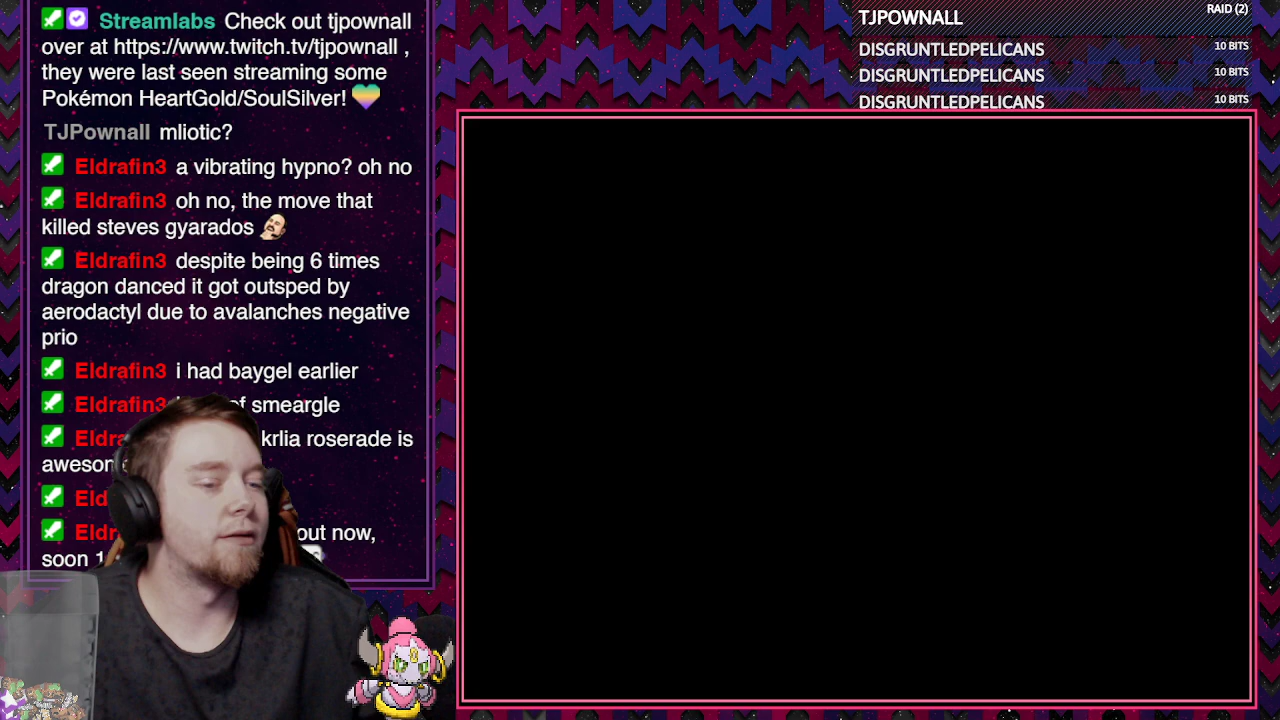 Streamlabs Check out tjpownall
over at https://www.twitch.tv/tjpownall ,
they were last seen streaming some
Pokémon HeartGold/SoulSilver!
TJPownall mliotic?
Eldrafin3 a vibrating hypno? oh no
Eldrafin3 oh no, the move that
killed steves gyarados
Eldrafin3 despite being 6 times
dragon danced it got outsped by
aerodactyl due to avalanches negative
prio
Eldrafin3 i had baygel earlier
Eldrafin3 of smeargle
krlia roserade is
out now,
soon
TJPOWNALL RAID (2)
DISGRUNTLEDPELICANS 10 BITS
DISGRUNTLEDPELICANS 10 BITS
DISGRUNTLEDPELICANS 10 BITS